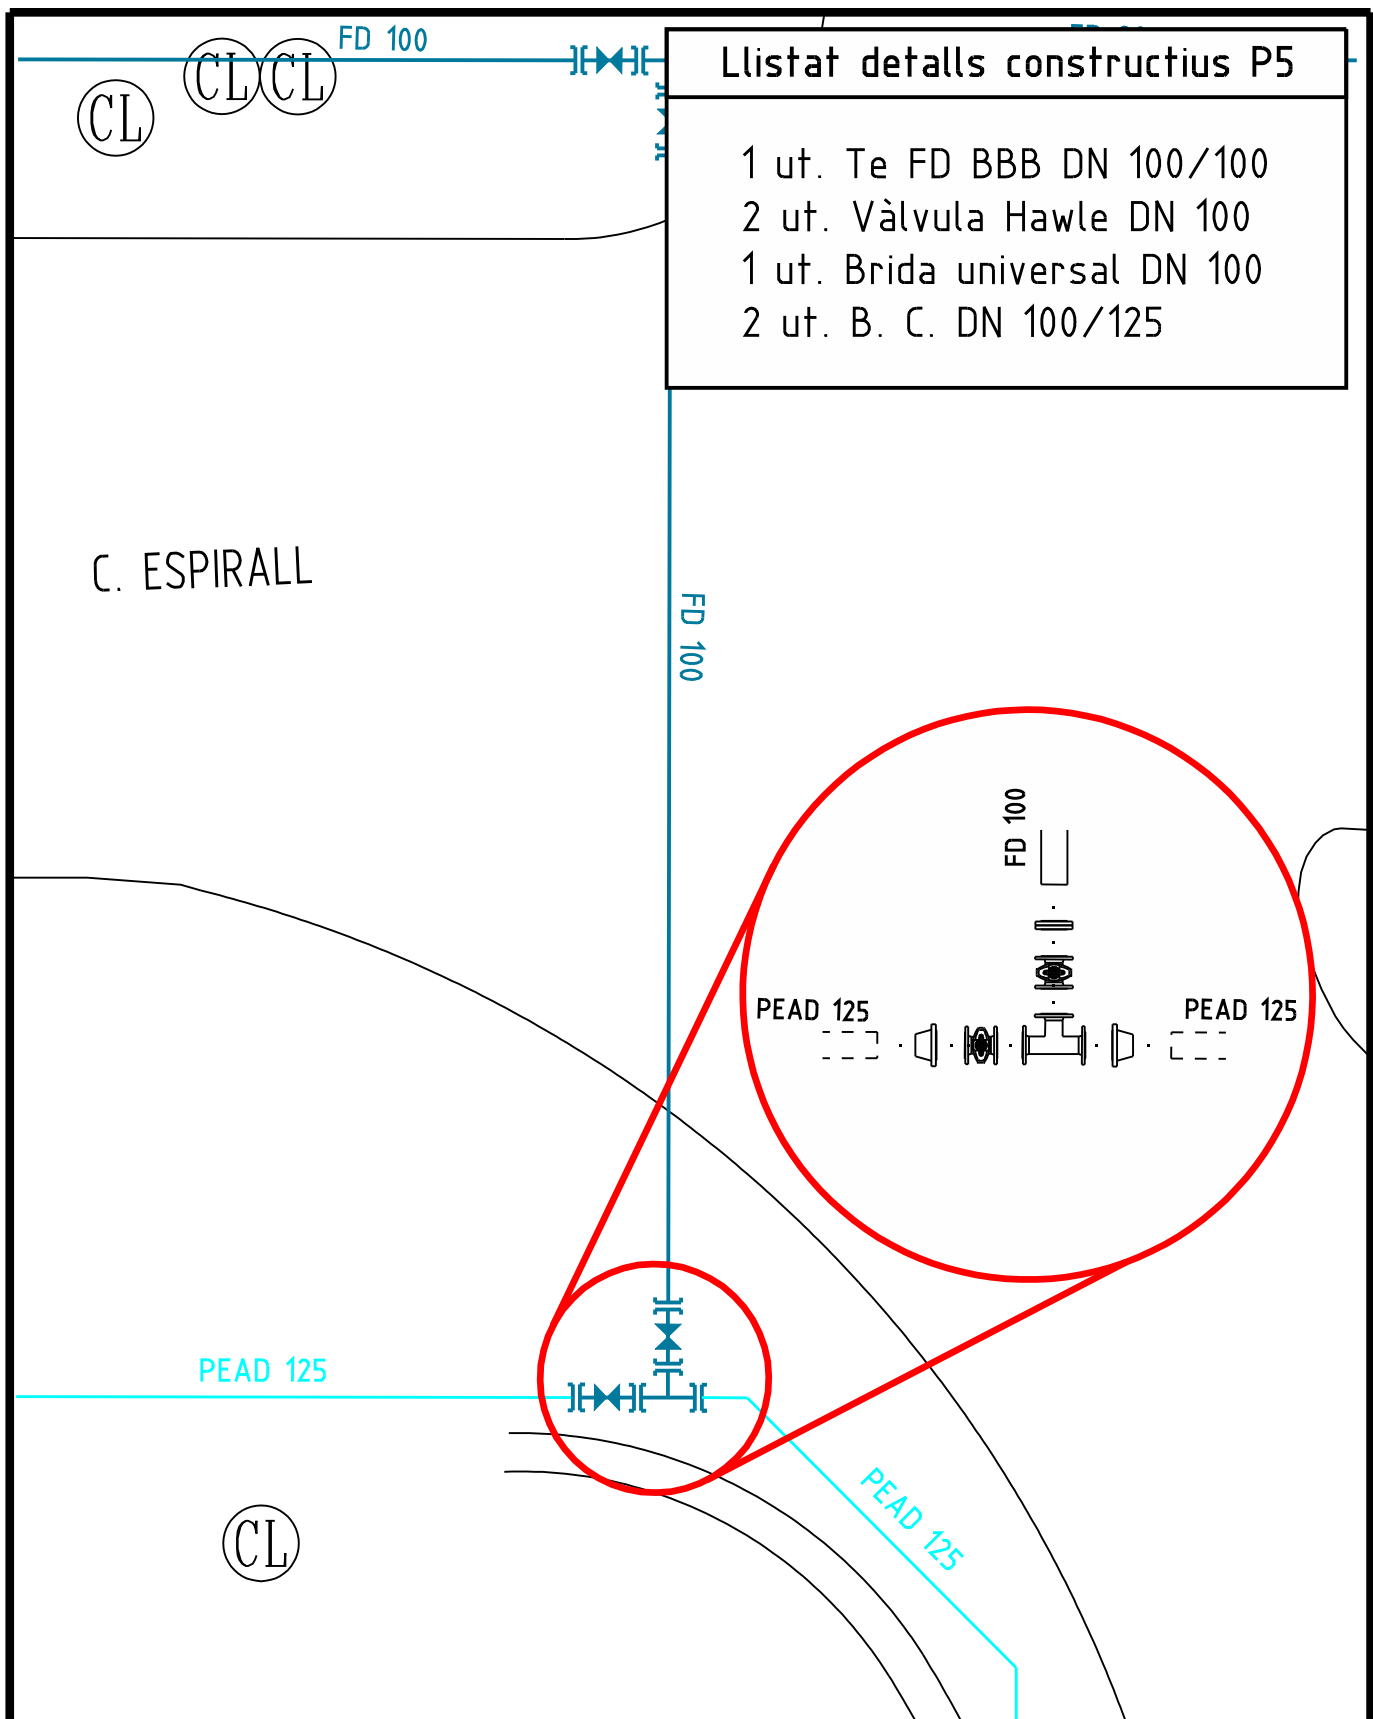 FD 100
CL
CL
CL
Llistat detalls constructius P5
1 ut. Te FD BBB DN 100/100
2 ut. Vàlvula Hawle DN 100
1 ut. Brida universal DN 100
2 ut. B. C. DN 100/125
C. ESPIRALL
FD 100
FD 100
PEAD 125
PEAD 125
PEAD 125
PEAD 125
CL